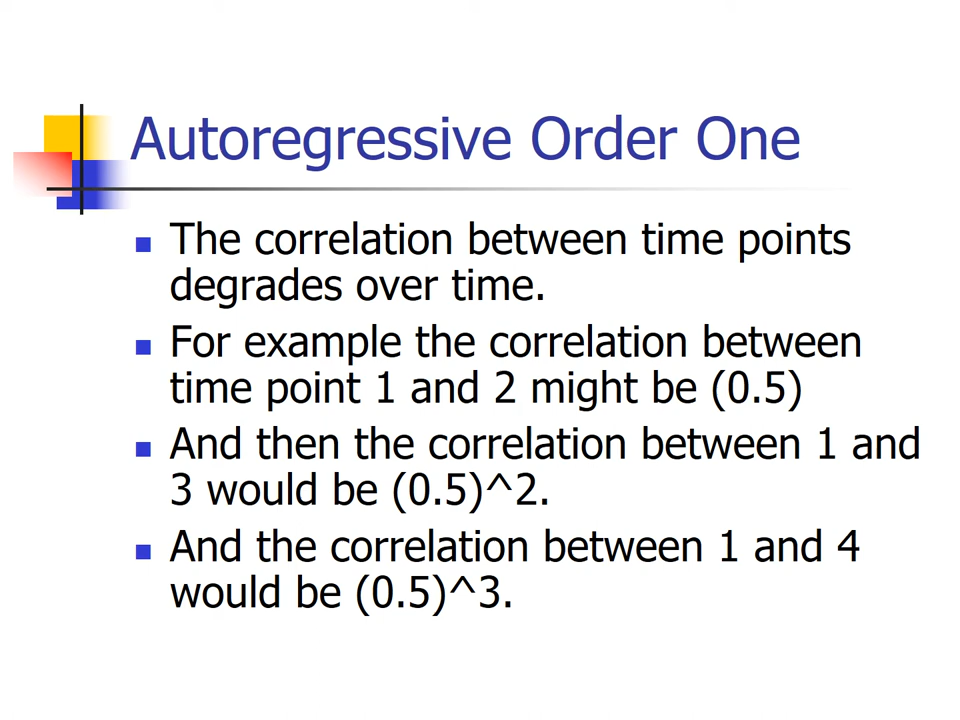 Autoregressive Order One
The correlation between time points
degrades over time.
For example the correlation between
time point 1 and 2 might be (0.5)
And then the correlation between 1 and
3 would be (0.5)^2.
And the correlation between 1 and 4
would be (0.5)^3.